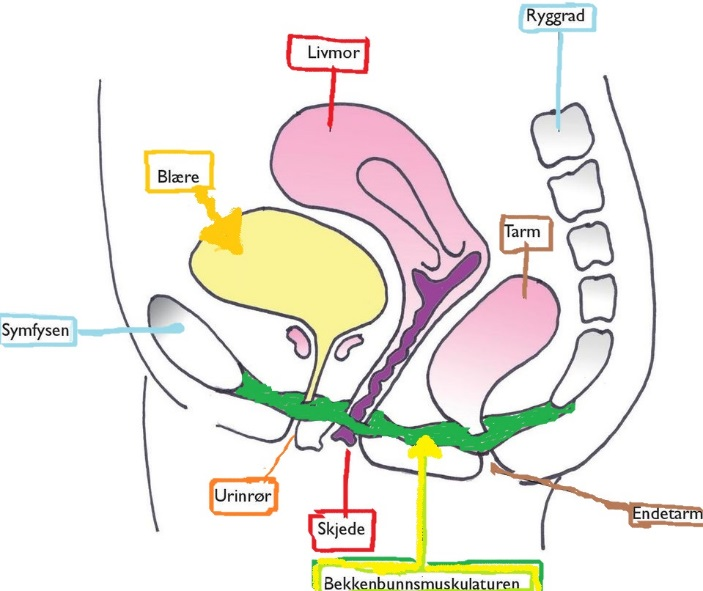 Ryggrad
Livmor
Blære
Tarm
Symfysen
Urinrør
Skjede
Endetarm
Bekkenbunnsmuskulaturen